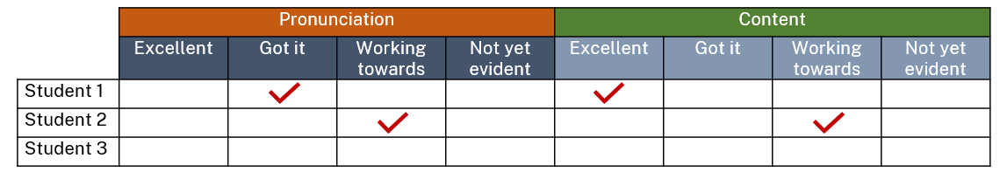 Pronunciation Content
Excellent Got it Working towards Not yet evident Excellent Got it Working towards Not yet evident
Student 1
Student 2
Student 3